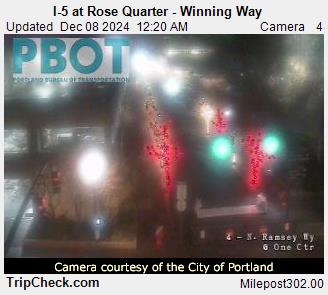 I-5 at Rose Quarter - Winning Way
Updated Dec 08 2024 12:20 AM Camera 4
PBOT
PORTLAND BUREAU OF TRANSPORTATION
4 - N. Ramsey Wy
@ One Ctr
Camera courtesy of the City of Portland
TripCheck.com Milepost302.00